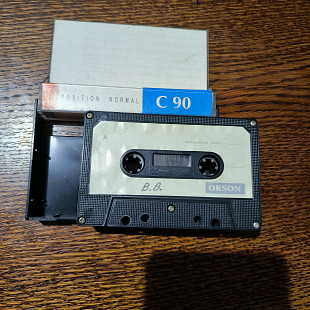 POSITION : NORMAL
C 90
A
B.B.
ORSON